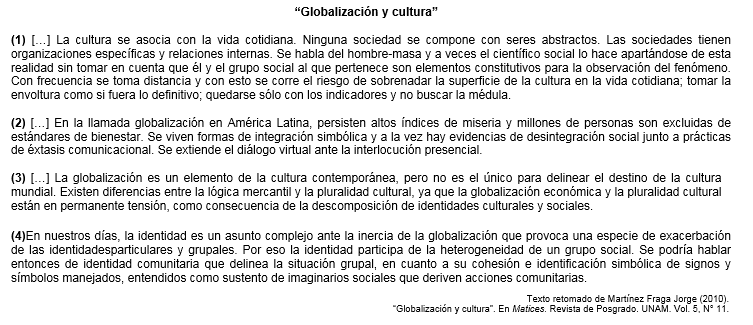 “Globalización y cultura”
(1) […] La cultura se asocia con la vida cotidiana. Ninguna sociedad se compone con seres abstractos. Las sociedades tienen
organizaciones específicas y relaciones internas. Se habla del hombre-masa y a veces el científico social lo hace apartándose de esta
realidad sin tomar en cuenta que él y el grupo social al que pertenece son elementos constitutivos para la observación del fenómeno.
Con frecuencia se toma distancia y con esto se corre el riesgo de sobrenadar la superficie de la cultura en la vida cotidiana; tomar la
envoltura como si fuera lo definitivo; quedarse sólo con los indicadores y no buscar la médula.
(2) […] En la llamada globalización en América Latina, persisten altos índices de miseria y millones de personas son excluidas de
estándares de bienestar. Se viven formas de integración simbólica y a la vez hay evidencias de desintegración social junto a prácticas
de éxtasis comunicacional. Se extiende el diálogo virtual ante la interlocución presencial.
(3) […] La globalización es un elemento de la cultura contemporánea, pero no es el único para delinear el destino de la cultura
mundial. Existen diferencias entre la lógica mercantil y la pluralidad cultural, ya que la globalización económica y la pluralidad cultural
están en permanente tensión, como consecuencia de la descomposición de identidades culturales y sociales.
(4)En nuestros días, la identidad es un asunto complejo ante la inercia de la globalización que provoca una especie de exacerbación
de las identidadesparticulares y grupales. Por eso la identidad participa de la heterogeneidad de un grupo social. Se podría hablar
entonces de identidad comunitaria que delinea la situación grupal, en cuanto a su cohesión e identificación simbólica de signos y
símbolos manejados, entendidos como sustento de imaginarios sociales que deriven acciones comunitarias.
Texto retomado de Martínez Fraga Jorge (2010).
“Globalización y cultura”. En Matices. Revista de Posgrado. UNAM. Vol. 5, N° 11.